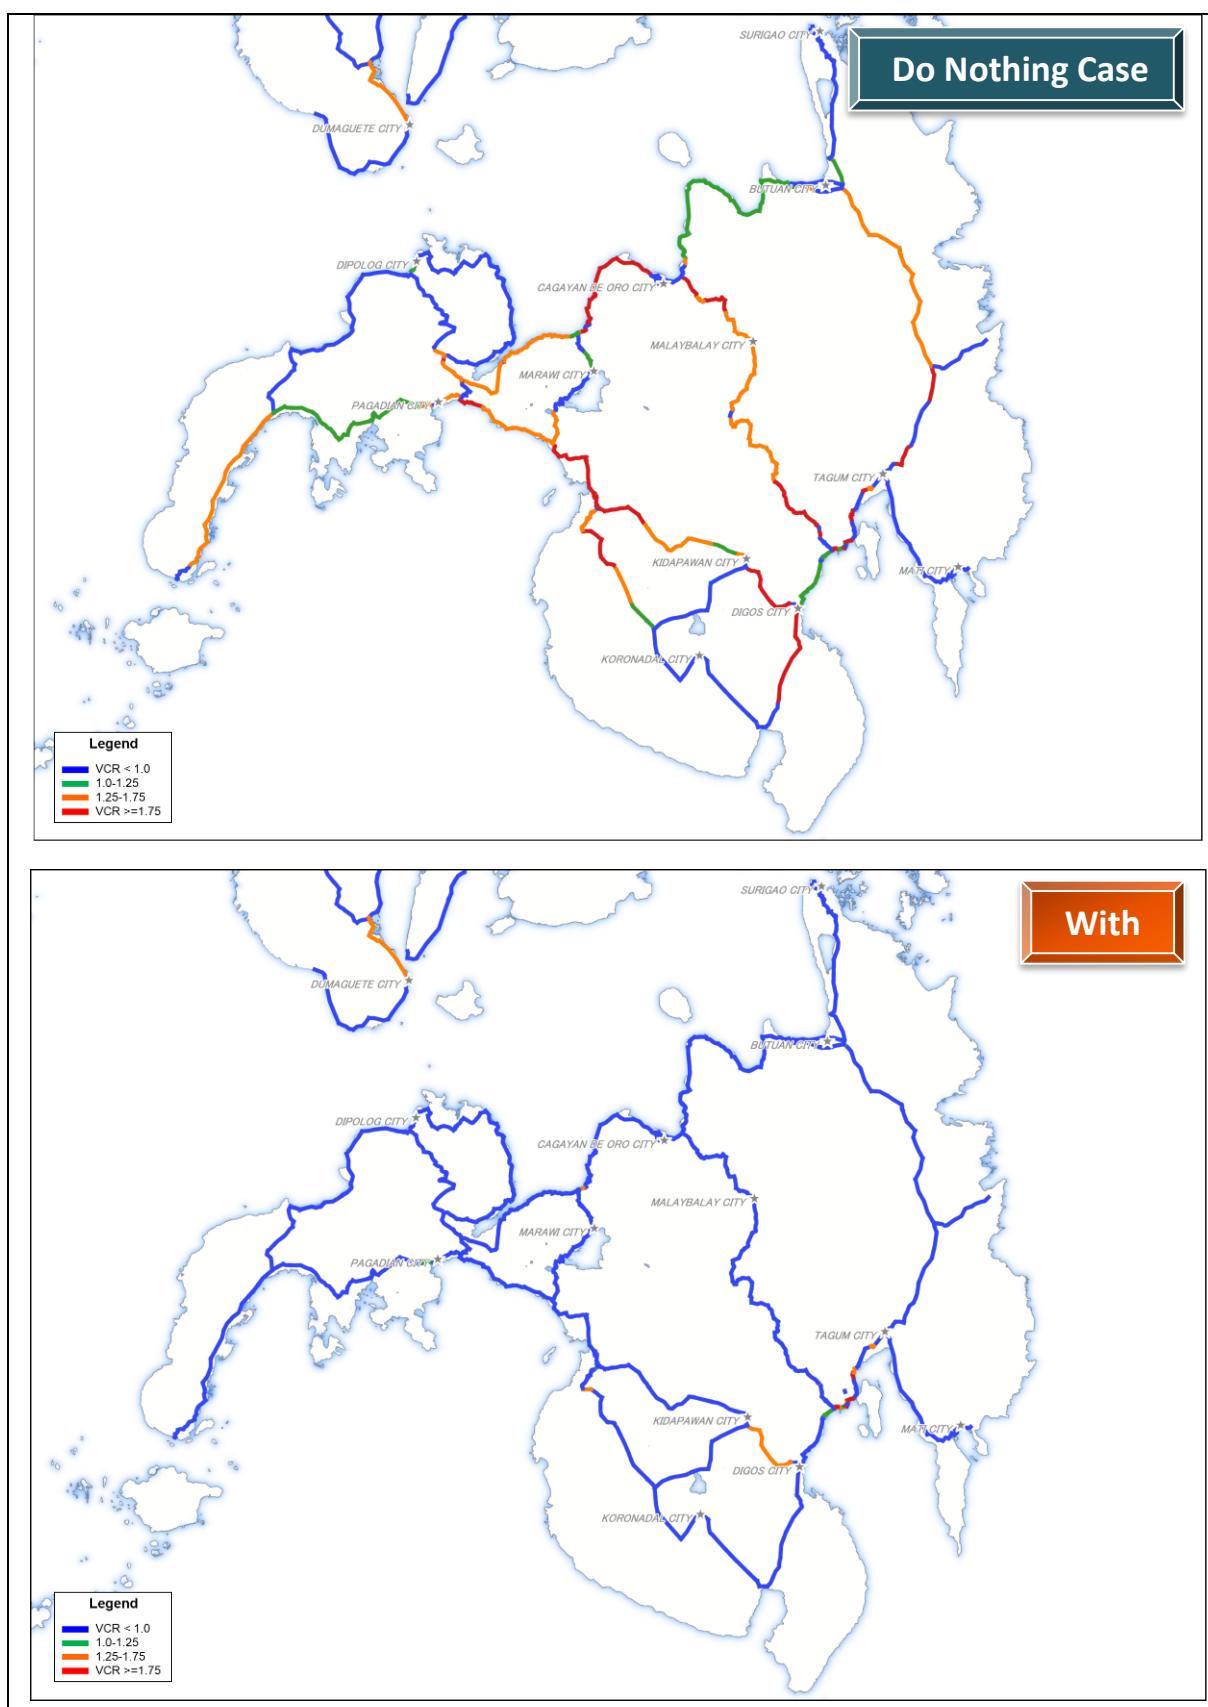 SURIGAO CITY
Do Nothing Case
DUMAGUETE CITY
BUTUAN CITY
DIPOLOG CITY
CAGAYAN DE ORO CITY
MALAYBALAY CITY
MARAWI CITY
PAGADIAN CITY
TAGUM CITY
KIDAPAWAN CITY
MATI CITY
DIGOS CITY
KORONADAL CITY
Legend
VCR < 1.0
1.0-1.25
1.25-1.75
VCR >=1.75
SURIGAO CITY
With
DUMAGUETE CITY
BUTUAN CITY
DIPOLOG CITY
CAGAYAN DE ORO CITY
MALAYBALAY CITY
MARAWI CITY
PAGADIAN CITY
TAGUM CITY
KIDAPAWAN CITY
MATI CITY
DIGOS CITY
KORONADAL CITY
Legend
VCR < 1.0
1.0-1.25
1.25-1.75
VCR >=1.75